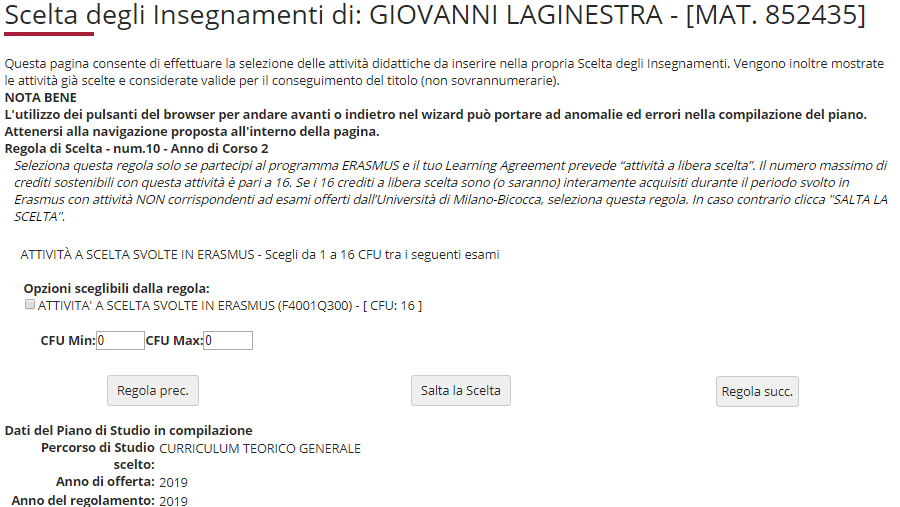 Scelta degli Insegnamenti di: GIOVANNI LAGINESTRA - [MAT. 852435]
Questa pagina consente di effettuare la selezione delle attività didattiche da inserire nella propria Scelta degli Insegnamenti. Vengono inoltre mostrate
le attività già scelte e considerate valide per il conseguimento del titolo (non sovrannumerarie).
NOTA BENE
L'utilizzo dei pulsanti del browser per andare avanti o indietro nel wizard può portare ad anomalie ed errori nella compilazione del piano.
Attenersi alla navigazione proposta all'interno della pagina.
Regola di Scelta - num.10 - Anno di Corso 2
Seleziona questa regola solo se partecipi al programma ERASMUS e il tuo Learning Agreement prevede “attività a libera scelta”. Il numero massimo di
crediti sostenibili con questa attività è pari a 16. Se i 16 crediti a libera scelta sono (o saranno) interamente acquisiti durante il periodo svolto in
Erasmus con attività NON corrispondenti ad esami offerti dall’Università di Milano-Bicocca, seleziona questa regola. In caso contrario clicca "SALTA LA
SCELTA".
ATTIVITÀ A SCELTA SVOLTE IN ERASMUS - Scegli da 1 a 16 CFU tra i seguenti esami
Opzioni sceglibili dalla regola:
ATTIVITA' A SCELTA SVOLTE IN ERASMUS (F4001Q300) - [ CFU: 16 ]
CFU Min: 0 CFU Max: 0
Regola prec. Salta la Scelta Regola succ.
Dati del Piano di Studio in compilazione
Percorso di Studio CURRICULUM TEORICO GENERALE
scelto:
Anno di offerta: 2019
Anno del regolamento: 2019